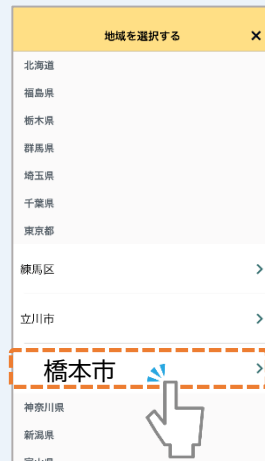 地域を選択する ×
北海道
福島県
栃木県
群馬県
埼玉県
千葉県
東京都
練馬区
立川市
橋本市
神奈川県
新潟県